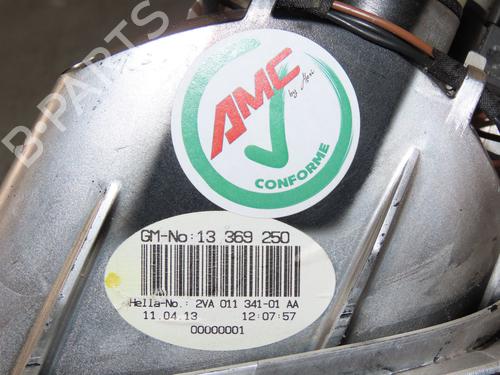 B-PARTS
AMC
by Alexi
CONFORME
GM-No: 13 369 250
Hella-No.: 2VA 011 341-01 AA
11.04.13 12:07:57
00000001